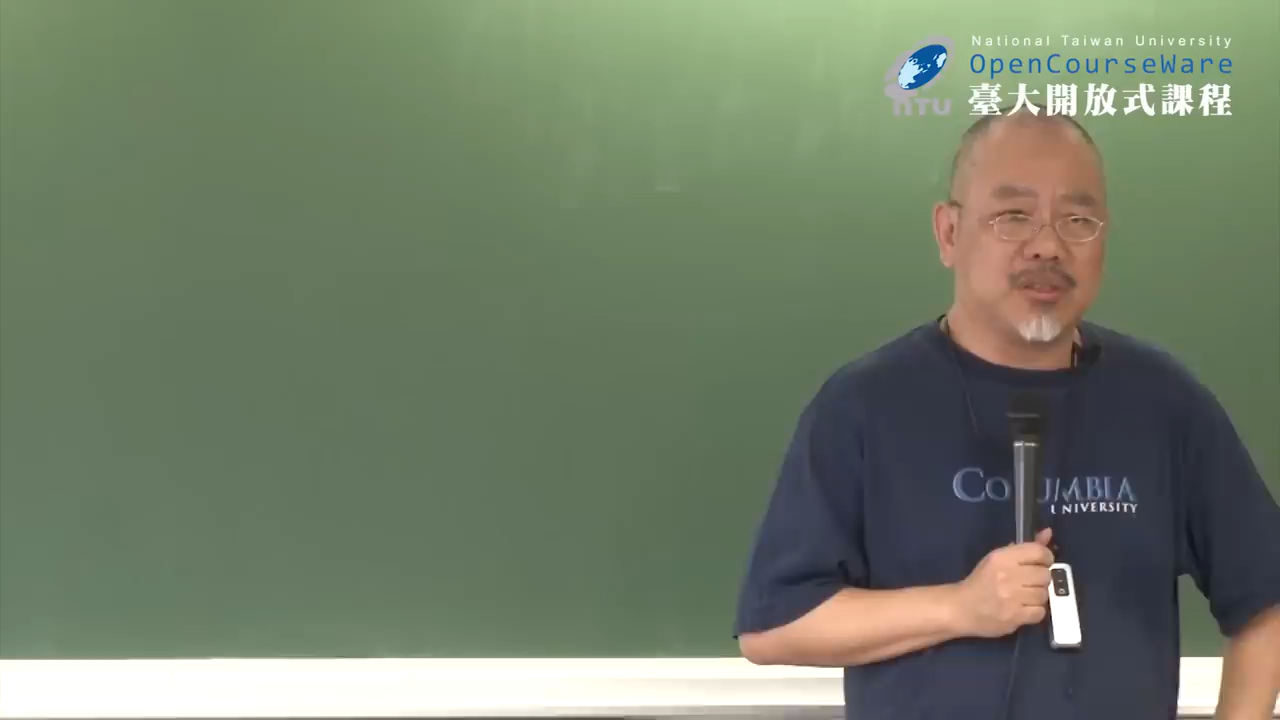 National Taiwan University
OpenCourseWare
臺大開放式課程
NTU
COLUMBIA
UNIVERSITY